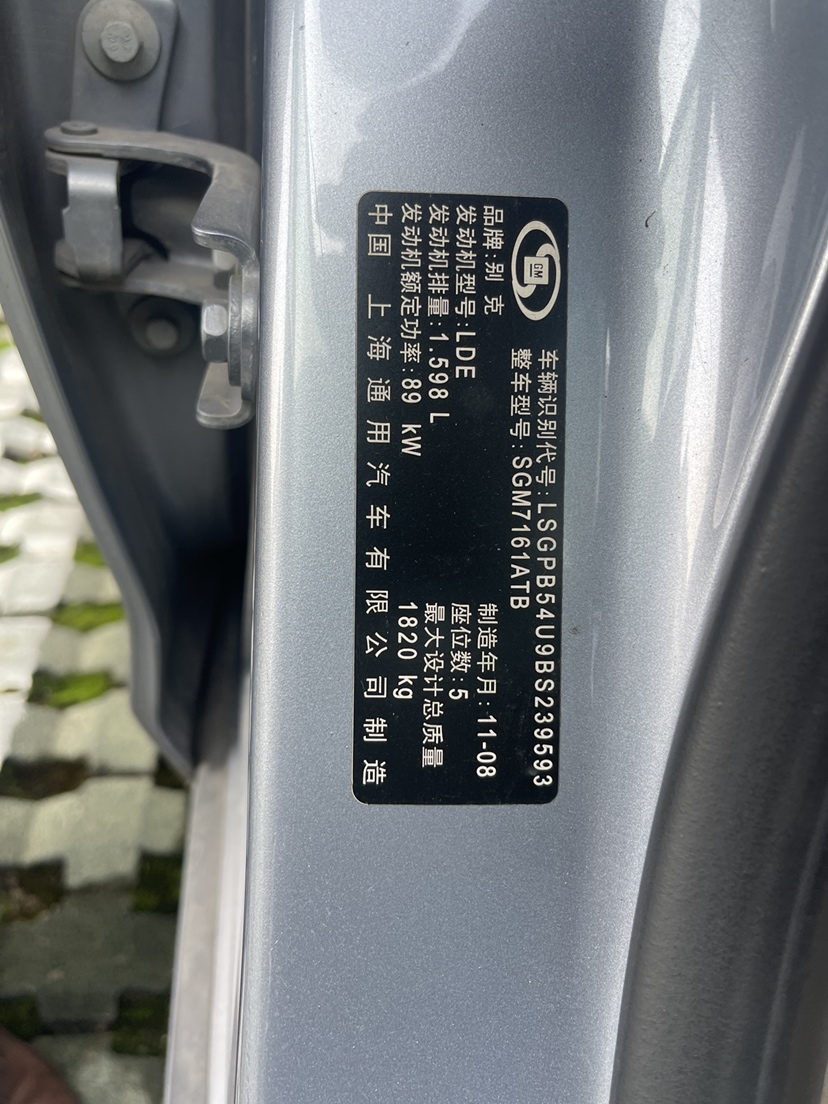 GM
车辆识别代号:LSGPB54U9BS239593
整车型号:SGM7161ATB
品牌:别克
制造年月:11-08
发动机型号:LDE
座位数:5
发动机排量:1.598 L
最大设计总质量
发动机额定功率:89 kW
1820 kg
中国 上海通用汽车有限公司制造